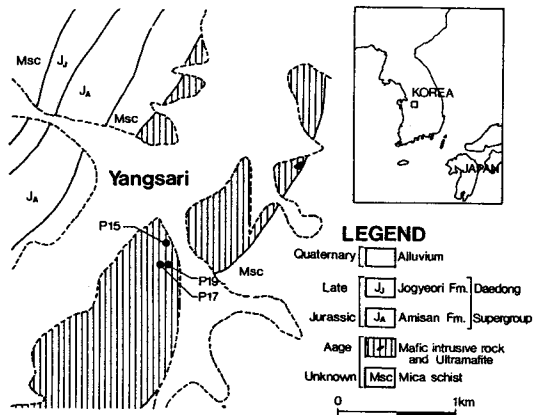 Msc
JJ
JA
Msc
JA
Yangsari
P15
P19
P17
Msc
KOREA
JAPAN
LEGEND
Quaternary Alluvium
Late JJ Jogyeori Fm. Daedong
Jurassic JA Amisan Fm. Supergroup
Aage Mafic intrusive rock
and Ultramafite
Unknown Msc Mica schist
0 1km